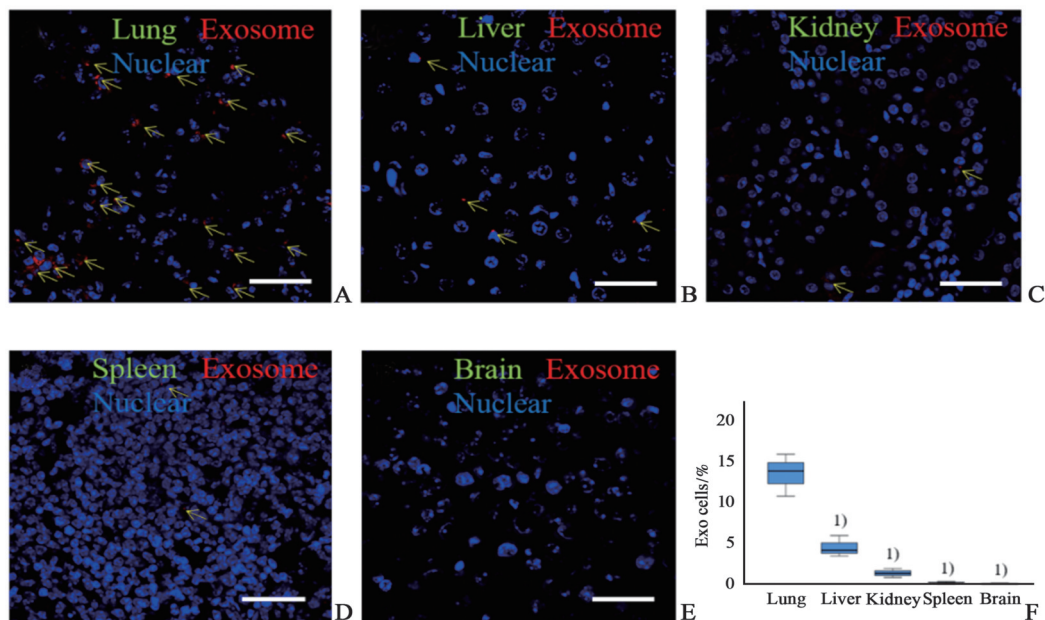 Lung Exosome
Nuclear
A
Liver Exosome
Nuclear
B
Kidney Exosome
Nuclear
C
Spleen Exosome
Nuclear
D
Brain Exosome
Nuclear
E
Exo cells/%
20
15
10
5
0
1)
1)
1)
1)
Lung Liver Kidney Spleen Brain
F